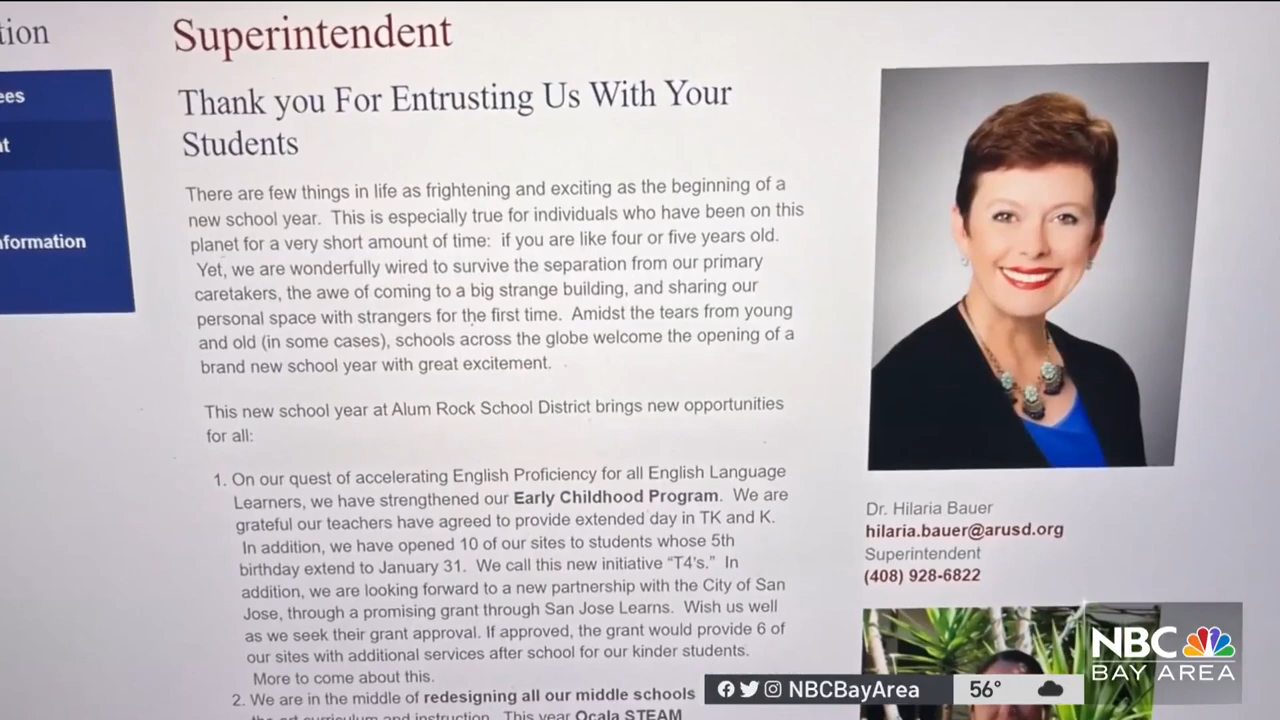 tion
ees
t
formation
Superintendent
Thank you For Entrusting Us With Your
Students
There are few things in life as frightening and exciting as the beginning of a
new school year. This is especially true for individuals who have been on this
planet for a very short amount of time: if you are like four or five years old.
Yet, we are wonderfully wired to survive the separation from our primary
caretakers, the awe of coming to a big strange building, and sharing our
personal space with strangers for the first time. Amidst the tears from young
and old (in some cases), schools across the globe welcome the opening of a
brand new school year with great excitement.
This new school year at Alum Rock School District brings new opportunities
for all:
1. On our quest of accelerating English Proficiency for all English Language
Learners, we have strengthened our Early Childhood Program. We are
grateful our teachers have agreed to provide extended day in TK and K.
In addition, we have opened 10 of our sites to students whose 5th
birthday extend to January 31. We call this new initiative “T4's.” In
addition, we are looking forward to a new partnership with the City of San
Jose, through a promising grant through San Jose Learns. Wish us well
as we seek their grant approval. If approved, the grant would provide 6 of
our sites with additional services after school for our kinder students.
More to come about this.
2. We are in the middle of redesigning all our middle schools
curriculum and instruction. This year Ocala STEAM
Dr. Hilaria Bauer
hilaria.bauer@arusd.org
Superintendent
(408) 928-6822
NBCBayArea
56°
NBC
BAY AREA